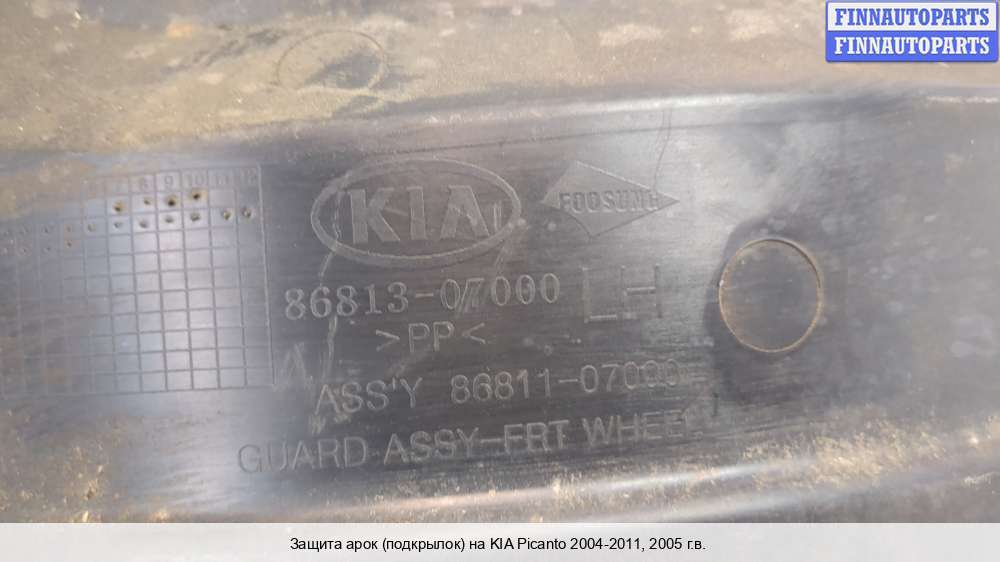 FINNAUTOPARTS
FINNAUTOPARTS
7 8 9 10 11 12
KIA
FOOSUNG
86813-07000
LH
>PP<
ASS'Y 86811-07000
GUARD ASSY-FRT WHEEL
Защита арок (подкрылок) на KIA Picanto 2004-2011, 2005 г.в.